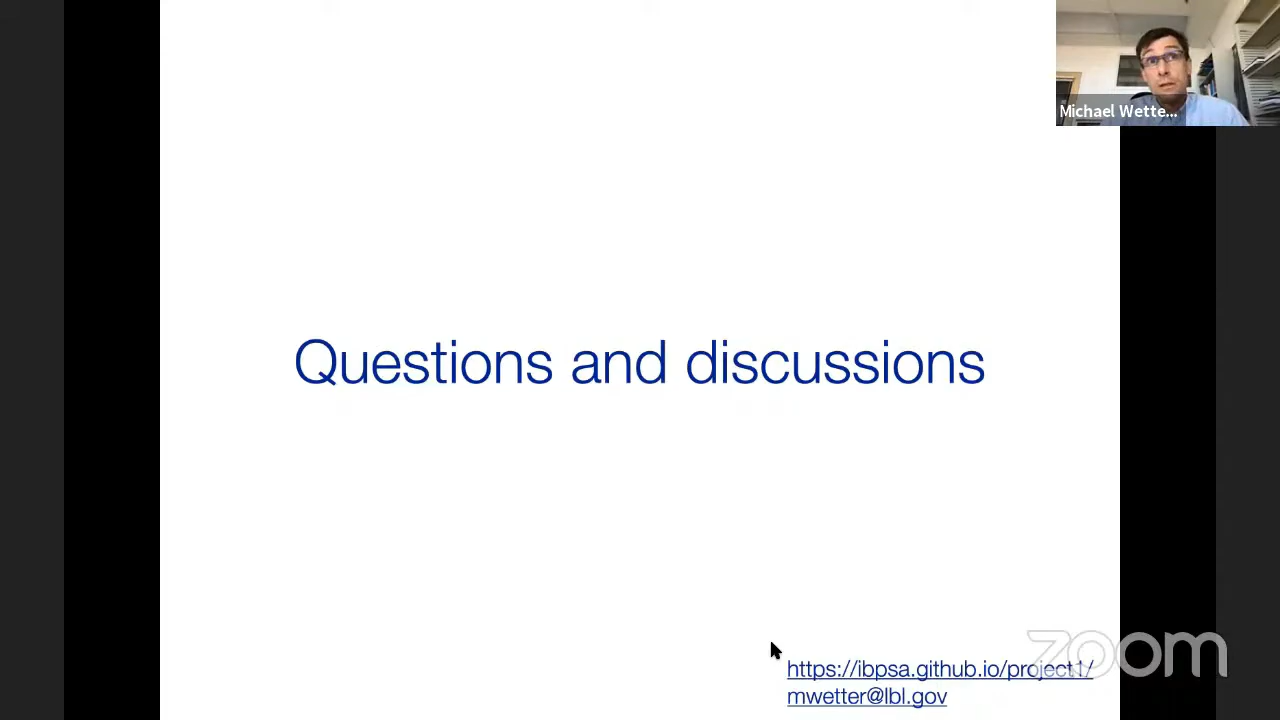 Michael Wette...
Questions and discussions
https://ibpsa.github.io/project1/
mwetter@lbl.gov
zoom